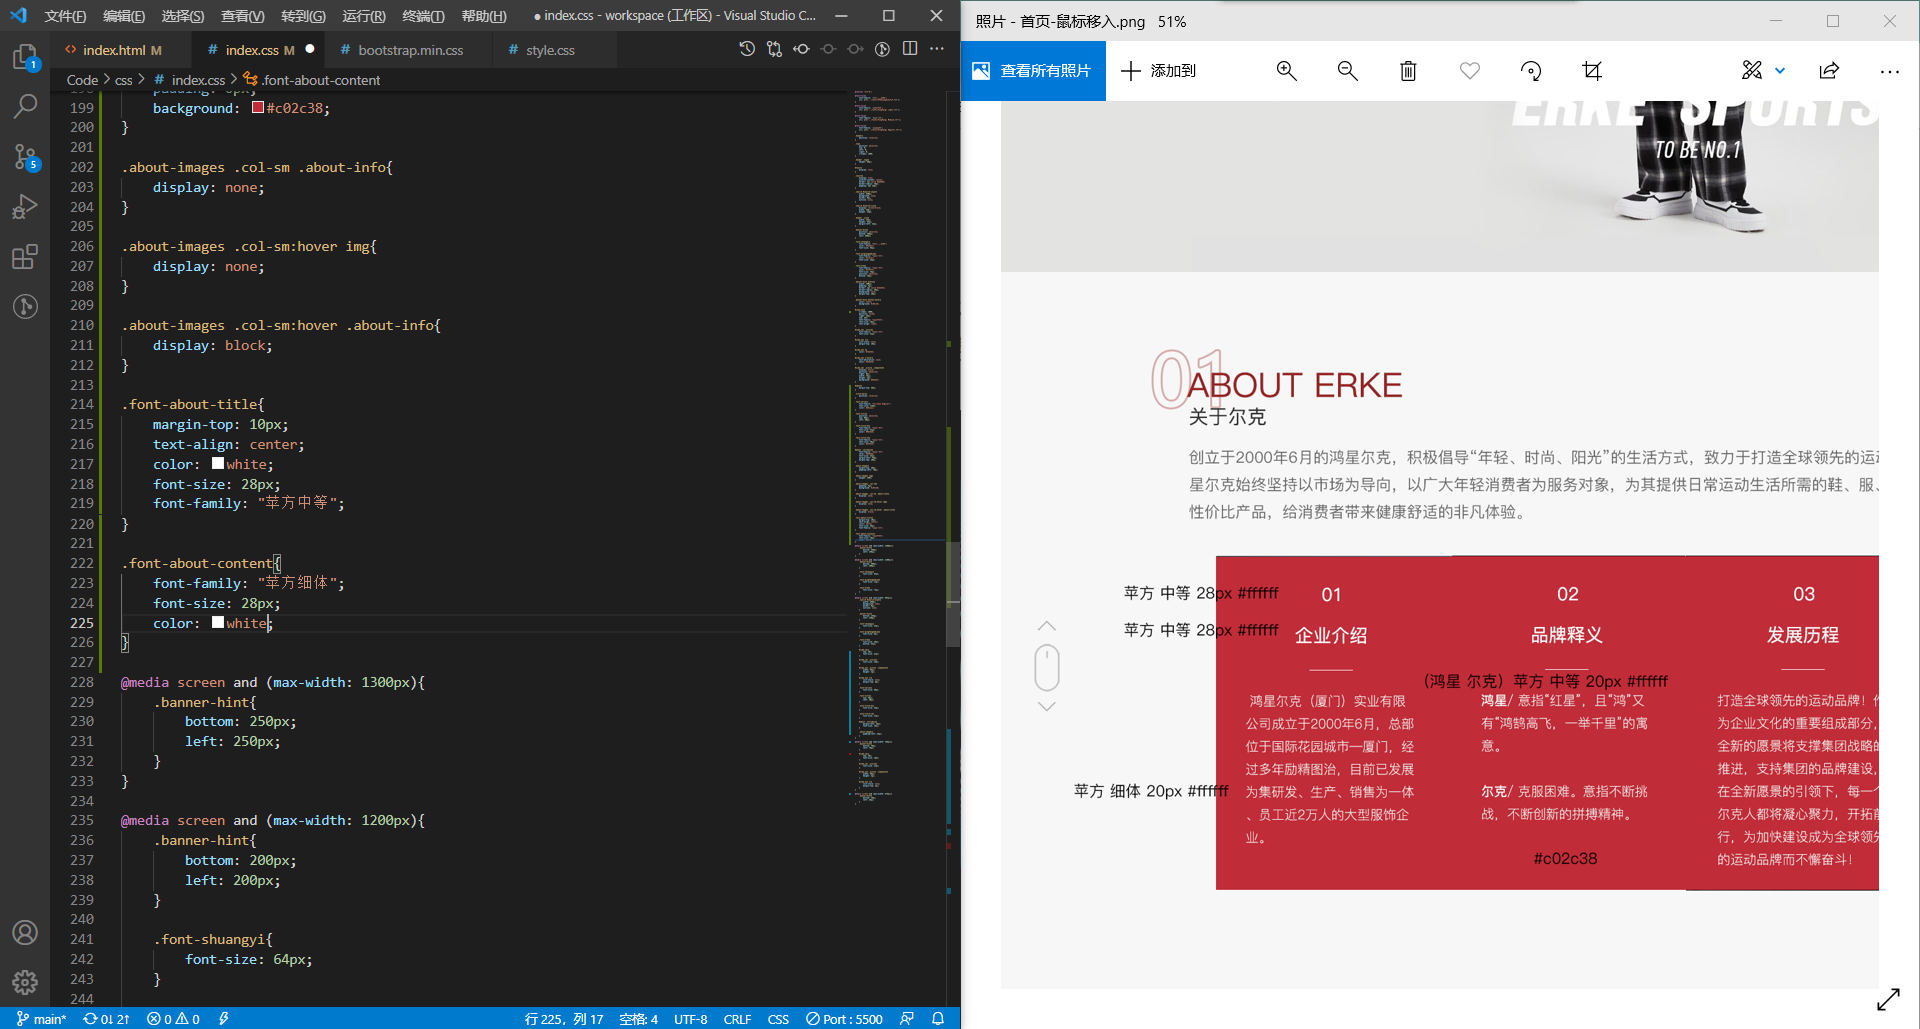 文件(F) 编辑(E) 选择(S) 查看(V) 转到(G) 运行(R) 终端(T) 帮助(H) ● index.css - workspace (工作区) - Visual Studio C...
index.html M
# index.css M ●
# bootstrap.min.css
# style.css
Code > css > # index.css > .font-about-content
198 padding: 0px;
199 background: #c02c38;
200 }
201
202 .about-images .col-sm .about-info{
203 display: none;
204 }
205
206 .about-images .col-sm:hover img{
207 display: none;
208 }
209
210 .about-images .col-sm:hover .about-info{
211 display: block;
212 }
213
214 .font-about-title{
215 margin-top: 10px;
216 text-align: center;
217 color: white;
218 font-size: 28px;
219 font-family: "苹方中等";
220 }
221
222 .font-about-content{
223 font-family: "苹方细体";
224 font-size: 28px;
225 color: white;
226 }
227
228 @media screen and (max-width: 1300px){
229 .banner-hint{
230 bottom: 250px;
231 left: 250px;
232 }
233 }
234
235 @media screen and (max-width: 1200px){
236 .banner-hint{
237 bottom: 200px;
238 left: 200px;
239 }
240
241 .font-shuangyi{
242 font-size: 64px;
243 }
244
1
5
main* 0↓ 2↑ 0 0
行 225，列 17 空格: 4 UTF-8 CRLF CSS Port : 5500
照片 - 首页-鼠标移入.png 51%
查看所有照片
添加到
ERKE SPORTS
TO BE NO.1
01
ABOUT ERKE
关于尔克
创立于2000年6月的鸿星尔克，积极倡导“年轻、时尚、阳光”的生活方式，致力于打造全球领先的运
星尔克始终坚持以市场为导向，以广大年轻消费者为服务对象，为其提供日常运动生活所需的鞋、服、
性价比产品，给消费者带来健康舒适的非凡体验。
苹方 中等 28px #ffffff
苹方 中等 28px #ffffff
苹方 细体 20px #ffffff
01
企业介绍
鸿星尔克（厦门）实业有限
公司成立于2000年6月，总部
位于国际花园城市—厦门，经
过多年励精图治，目前已发展
为集研发、生产、销售为一体
、员工近2万人的大型服饰企
业。
02
品牌释义
（鸿星 尔克）苹方 中等 20px #ffffff
鸿星/ 意指“红星”，且“鸿”又
有“鸿鹄高飞，一举千里”的寓
意。
尔克/ 克服困难。意指不断挑
战，不断创新的拼搏精神。
#c02c38
03
发展历程
打造全球领先的运动品牌！作
为企业文化的重要组成部分，
全新的愿景将支撑集团战略的
推进，支持集团的品牌建设，
在全新愿景的引领下，每一个
尔克人都将凝心聚力，开拓前
行，为加快建设成为全球领先
的运动品牌而不懈奋斗！